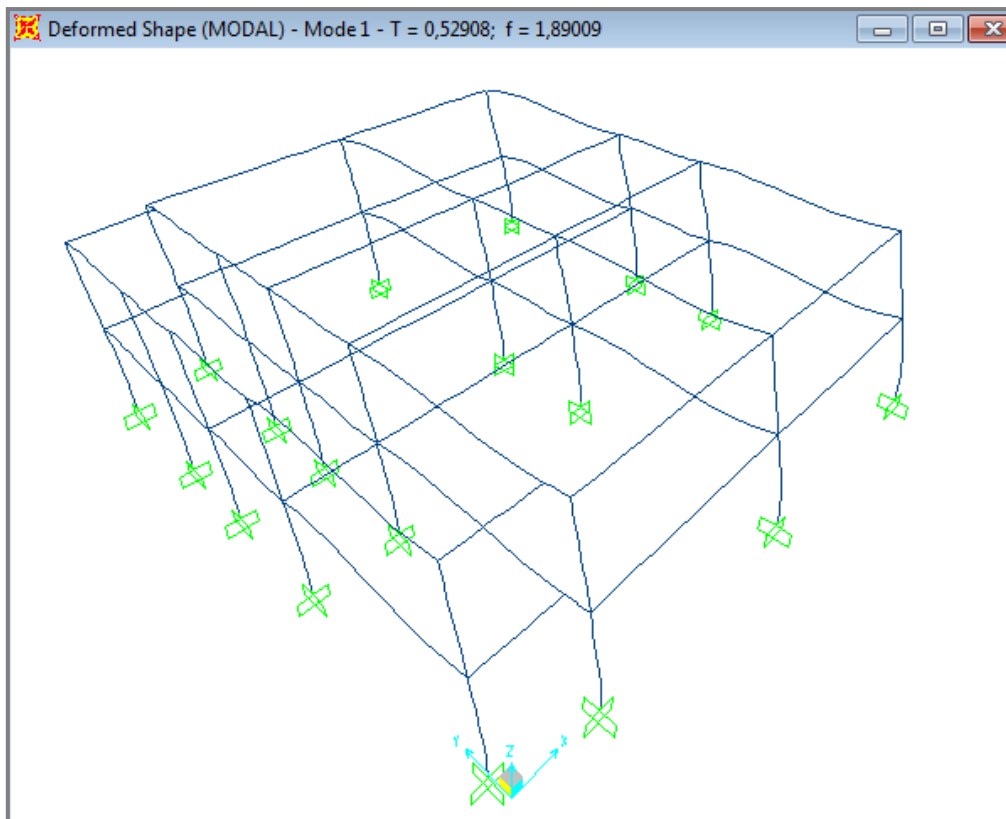 Deformed Shape (MODAL) - Mode 1 - T = 0,52908; f = 1,89009
Y
Z
X